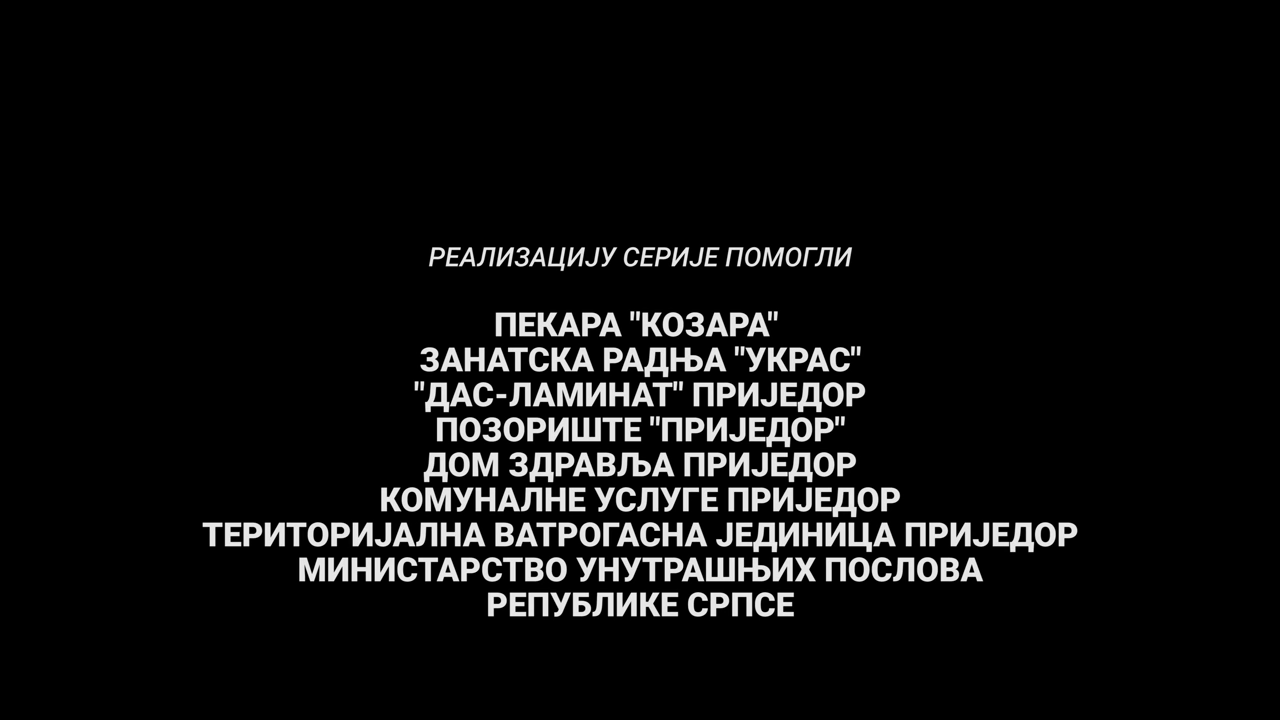 РЕАЛИЗАЦИЈУ СЕРИЈЕ ПОМОГЛИ
ПЕКАРА "КОЗАРА"
ЗАНАТСКА РАДЊА "УКРАС"
"ДАС-ЛАМИНАТ" ПРИЈЕДОР
ПОЗОРИШТЕ "ПРИЈЕДОР"
ДОМ ЗДРАВЉА ПРИЈЕДОР
КОМУНАЛНЕ УСЛУГЕ ПРИЈЕДОР
ТЕРИТОРИЈАЛНА ВАТРОГАСНА ЈЕДИНИЦА ПРИЈЕДОР
МИНИСТАРСТВО УНУТРАШЊИХ ПОСЛОВА
РЕПУБЛИКЕ СРПСЕ